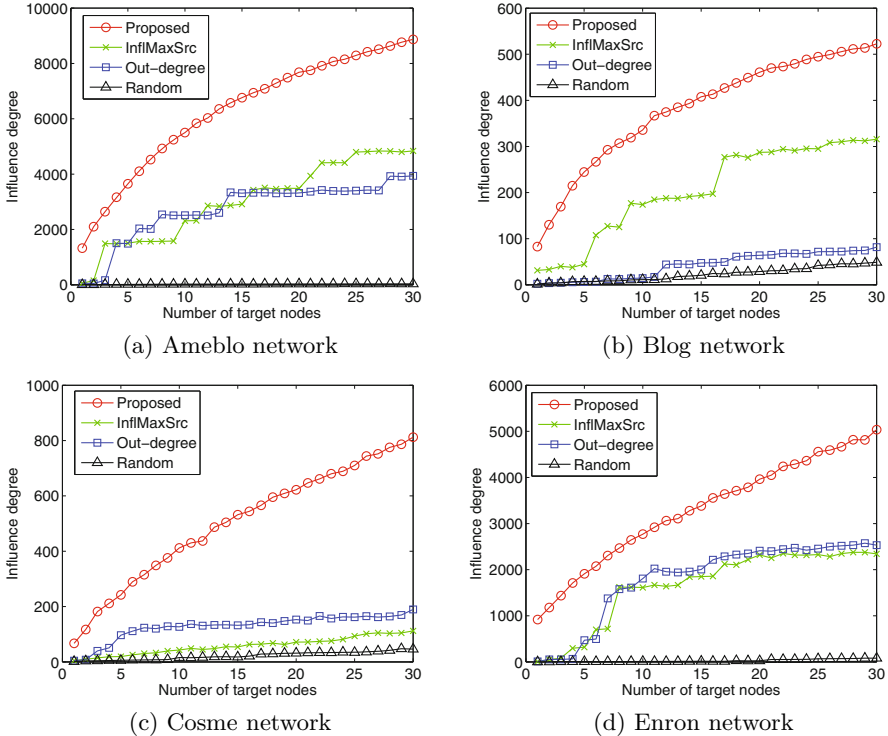 10000
8000
6000
4000
2000
0
Influence degree
Proposed
InflMaxSrc
Out−degree
Random
0 5 10 15 20 25 30
Number of target nodes
(a) Ameblo network
600
500
400
300
200
100
0
Influence degree
Proposed
InflMaxSrc
Out−degree
Random
0 5 10 15 20 25 30
Number of target nodes
(b) Blog network
1000
800
600
400
200
0
Influence degree
Proposed
InflMaxSrc
Out−degree
Random
0 5 10 15 20 25 30
Number of target nodes
(c) Cosme network
6000
5000
4000
3000
2000
1000
0
Influence degree
Proposed
InflMaxSrc
Out−degree
Random
0 5 10 15 20 25 30
Number of target nodes
(d) Enron network